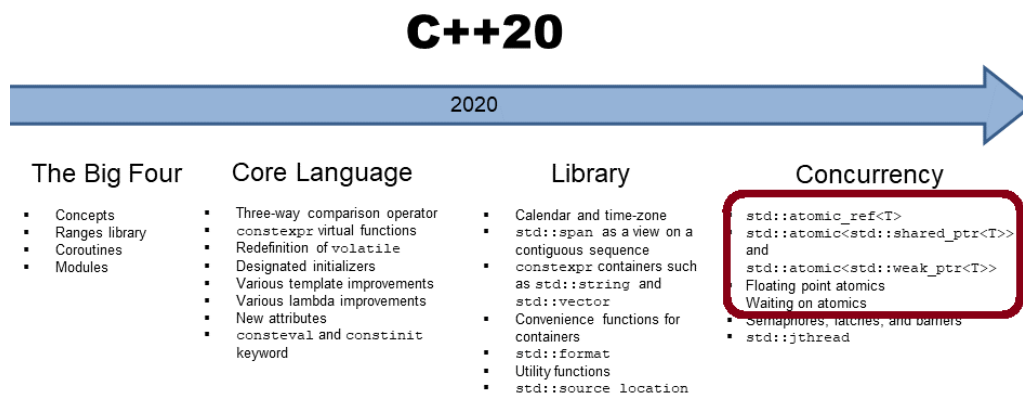 C++20
2020
The Big Four
▪ Concepts
▪ Ranges library
▪ Coroutines
▪ Modules
Core Language
▪ Three-way comparison operator
▪ constexpr virtual functions
▪ Redefinition of volatile
▪ Designated initializers
▪ Various template improvements
▪ Various lambda improvements
▪ New attributes
▪ consteval and constinit
keyword
Library
▪ Calendar and time-zone
▪ std::span as a view on a
contiguous sequence
▪ constexpr containers such
as std::string and
std::vector
▪ Convenience functions for
containers
▪ std::format
▪ Utility functions
▪ std::source location
Concurrency
▪ std::atomic_ref<T>
▪ std::atomic<std::shared_ptr<T>>
and
std::atomic<std::weak_ptr<T>>
▪ Floating point atomics
▪ Waiting on atomics
▪ Semaphores, latches, and barriers
▪ std::jthread